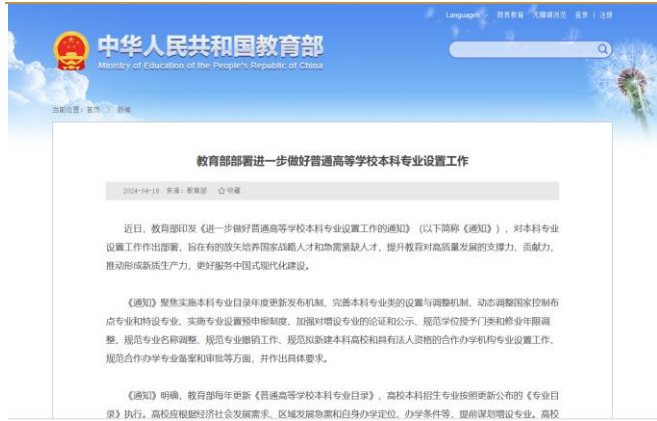 Languages 政务邮箱 无障碍浏览 登录 | 注册
中华人民共和国教育部
Ministry of Education of the People's Republic of China
当前位置：首页 > 新闻
教育部部署进一步做好普通高等学校本科专业设置工作
2024-04-18 来源：教育部 收藏
近日，教育部印发《进一步做好普通高等学校本科专业设置工作的通知》（以下简称《通知》），对本科专业
设置工作作出部署，旨在有的放矢培养国家战略人才和急需紧缺人才，提升教育对高质量发展的支撑力、贡献力，
推动形成新质生产力，更好服务中国式现代化建设。
《通知》聚焦实施本科专业目录年度更新发布机制、完善本科专业类的设置与调整机制、动态调整国家控制布
点专业和特设专业、实施专业设置预申报制度、加强对增设专业的论证和公示、规范学位授予门类和修业年限调
整、规范专业名称调整、规范专业撤销工作、规范拟新建本科高校和具有法人资格的合作办学机构专业设置工作、
规范合作办学专业备案和审批等方面，并作出具体要求。
《通知》明确，教育部每年更新《普通高等学校本科专业目录》，高校本科招生专业按照更新公布的《专业目
录》执行。高校应根据经济社会发展需求、区域发展急需和自身办学定位、办学条件等，提前谋划增设专业。高校